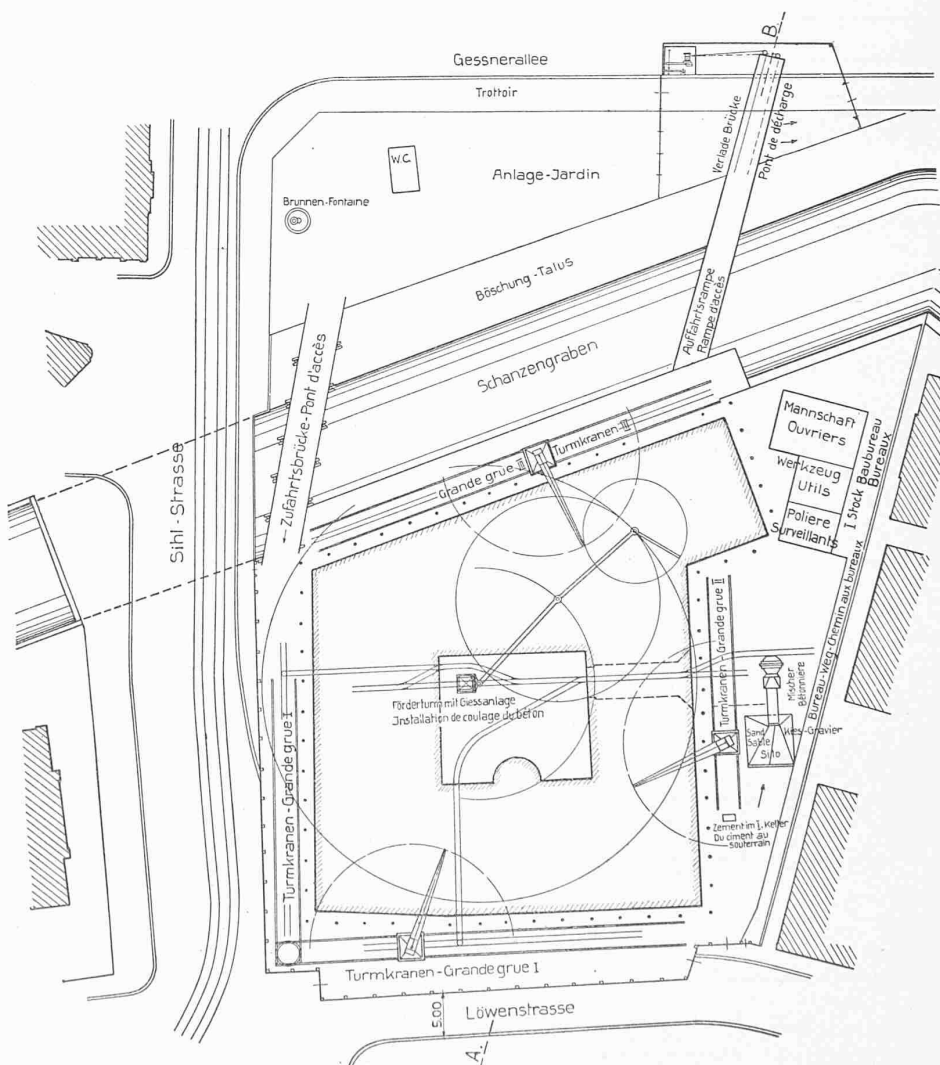 B.
Gessnerallee
Trottoir
W.C.
Anlage-Jardin
Verlade Brücke
Pont de décharge
Brunnen-Fontaine
Böschung-Talus
Auffahrtsrampe
Rampe d'accès
Schanzengraben
Zufahrtsbrücke-Pont d'accès
Sihl-Strasse
Mannschaft
Ouvriers
Werkzeug
Utils
Poliere
Surveillants
I Stock Baubureau
Bureaux
Bureau-Weg-Chemin aux bureaux
Grande grue III
Turmkranen III
Turmkranen-Grande grue II
Mischer
Bétonnière
Förderturm mit Giessanlage
Installation de coulage du béton
Sand
Sable
Kies-Gravier
Silo
Zement im I. Keller
Du ciment au
souterrain
Turmkranen-Grande grue I
Turmkranen-Grande grue I
5.00
Löwenstrasse
A.